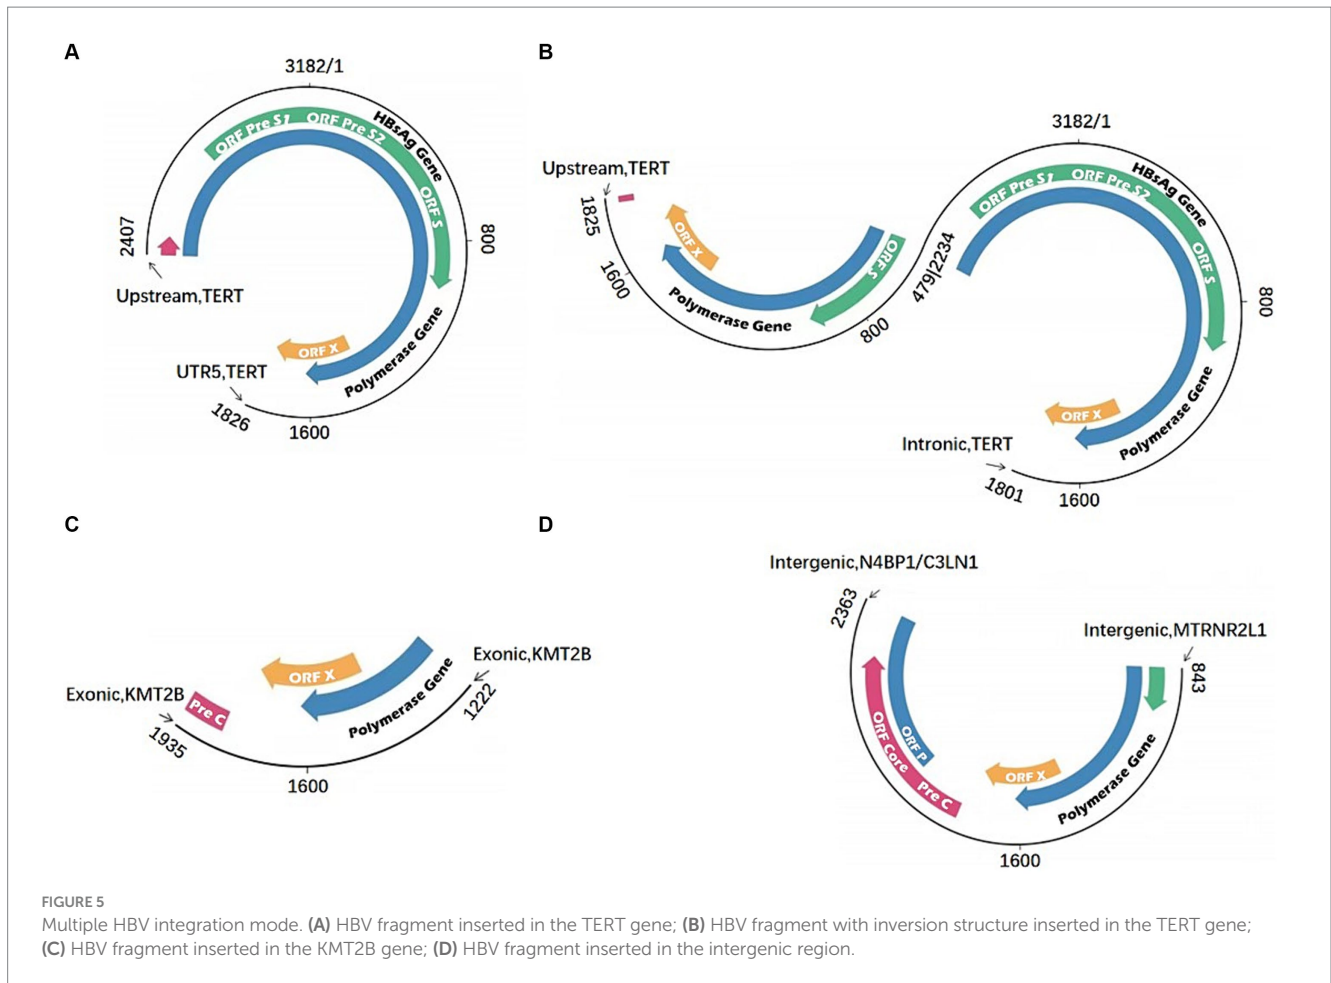 A
3182/1
ORF Pre S1
ORF Pre S2
HBsAg Gene
ORF S
800
2407
Upstream,TERT
Polymerase Gene
ORF X
UTR5,TERT
1826
1600
B
3182/1
Upstream,TERT
1825
ORF X
1600
Polymerase Gene
ORF S
800
479|2234
ORF Pre S1
ORF Pre S2
HBsAg Gene
ORF S
800
Polymerase Gene
ORF X
Intronic,TERT
1801
1600
C
Exonic,KMT2B
1222
Polymerase Gene
ORF X
Exonic,KMT2B
Pre C
1935
1600
D
Intergenic,N4BP1/C3LN1
2363
Intergenic,MTRNR2L1
843
ORF P
ORF Core
Pre C
ORF X
Polymerase Gene
1600
FIGURE 5
Multiple HBV integration mode. (A) HBV fragment inserted in the TERT gene; (B) HBV fragment with inversion structure inserted in the TERT gene;
(C) HBV fragment inserted in the KMT2B gene; (D) HBV fragment inserted in the intergenic region.